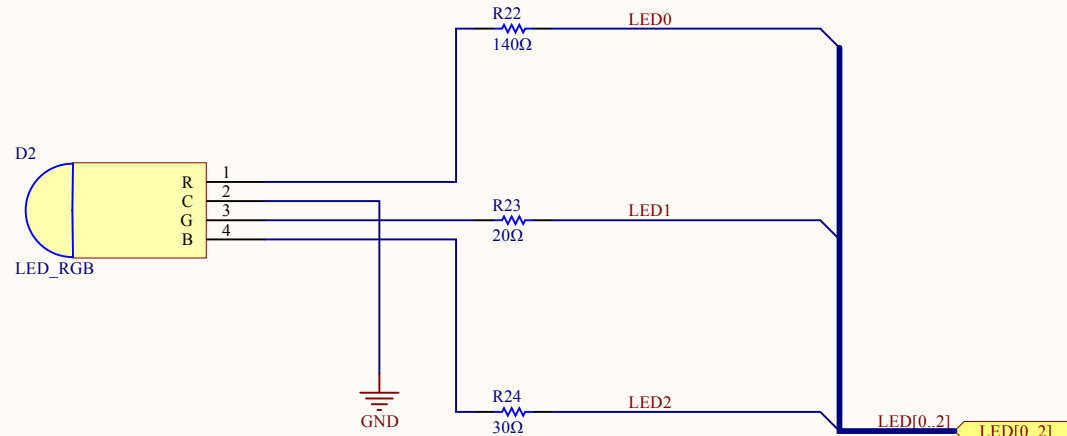 R22
LED0
140Ω
D2
1
R
2
C
3
G
4
B
LED_RGB
R23
LED1
20Ω
GND
R24
LED2
30Ω
LED[0..2]
LED[0..2]